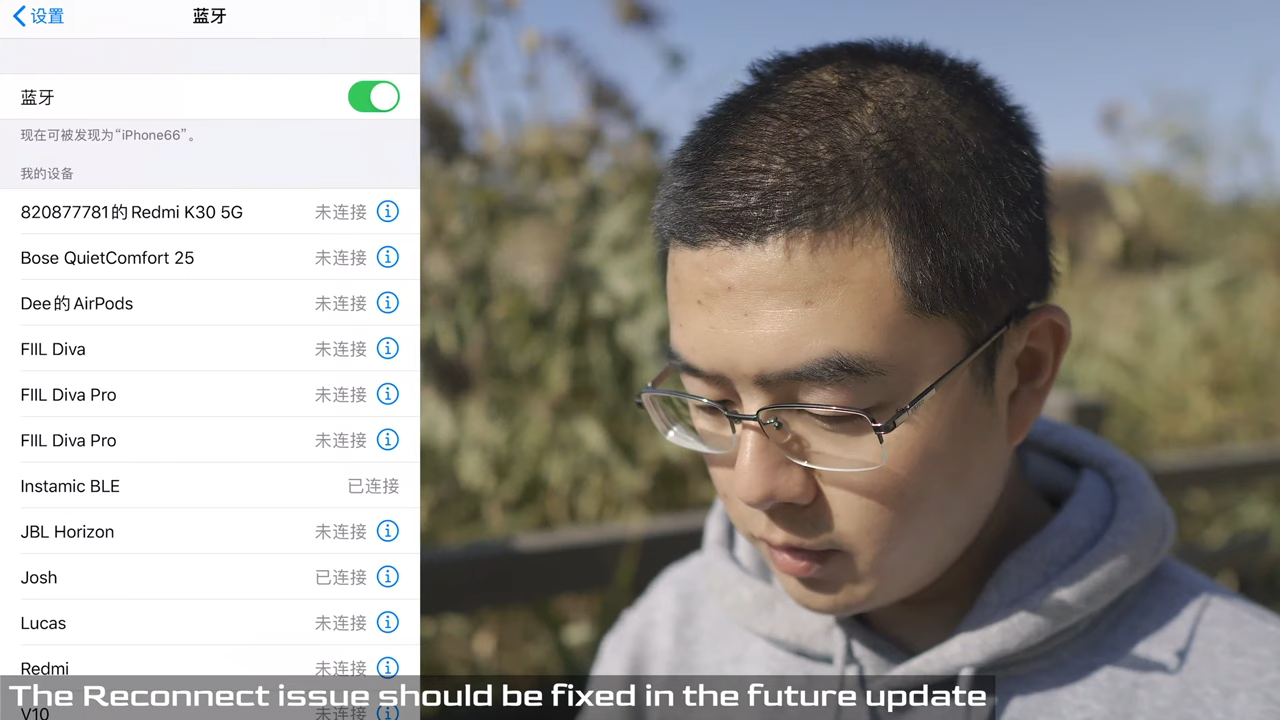 设置 蓝牙
蓝牙
现在可被发现为“iPhone66”。
我的设备
820877781的Redmi K30 5G 未连接
Bose QuietComfort 25 未连接
Dee的AirPods 未连接
FIIL Diva 未连接
FIIL Diva Pro 未连接
FIIL Diva Pro 未连接
Instamic BLE 已连接
JBL Horizon 未连接
Josh 已连接
Lucas 未连接
Redmi 未连接
The Reconnect issue should be fixed in the future update
V10 未连接